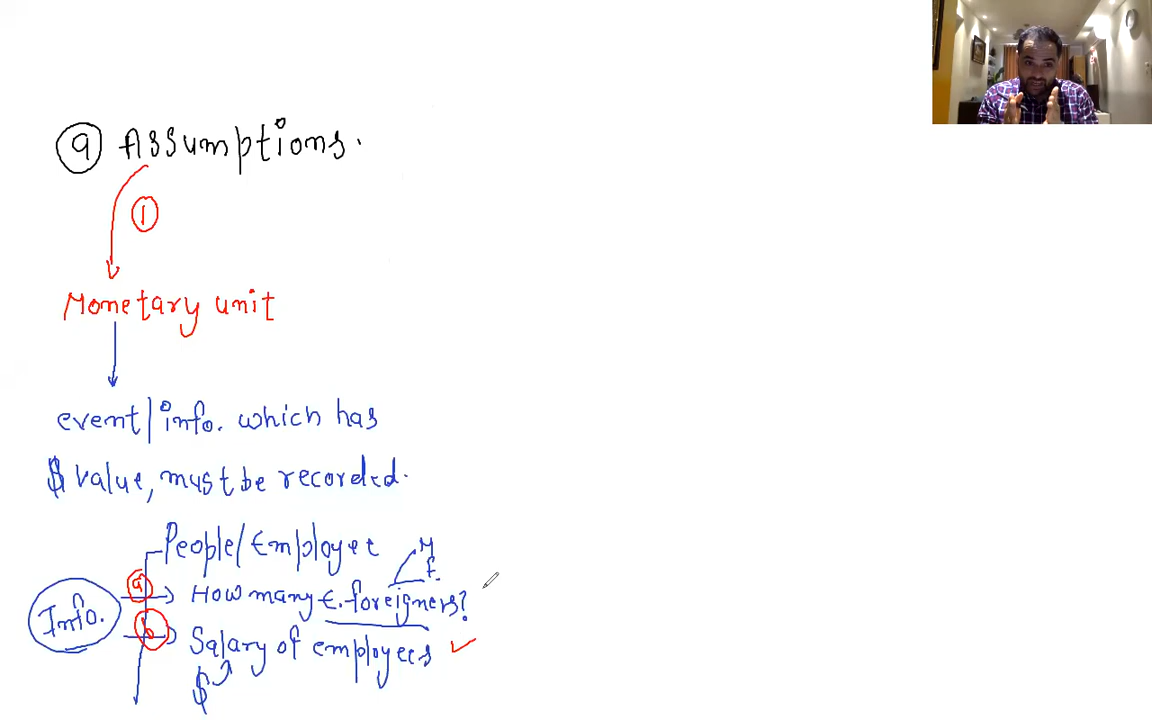 9 Assumptions.
1
Monetary unit
event/info. which has
$ value, must be recorded.
People/Employee
M
F.
a How many E. foreigners?
Info.
b Salary of employees
$